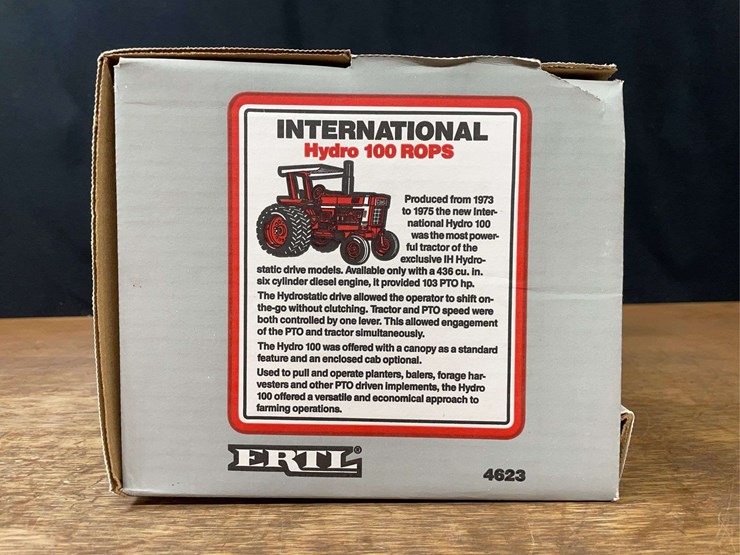 INTERNATIONAL
Hydro 100 ROPS
Produced from 1973
to 1975 the new Inter-
national Hydro 100
was the most power-
ful tractor of the
exclusive IH Hydro-
static drive models. Available only with a 436 cu. in.
six cylinder diesel engine, it provided 103 PTO hp.
The Hydrostatic drive allowed the operator to shift on-
the-go without clutching. Tractor and PTO speed were
both controlled by one lever. This allowed engagement
of the PTO and tractor simultaneously.
The Hydro 100 was offered with a canopy as a standard
feature and an enclosed cab optional.
Used to pull and operate planters, balers, forage har-
vesters and other PTO driven implements, the Hydro
100 offered a versatile and economical approach to
farming operations.
ERTL®
4623